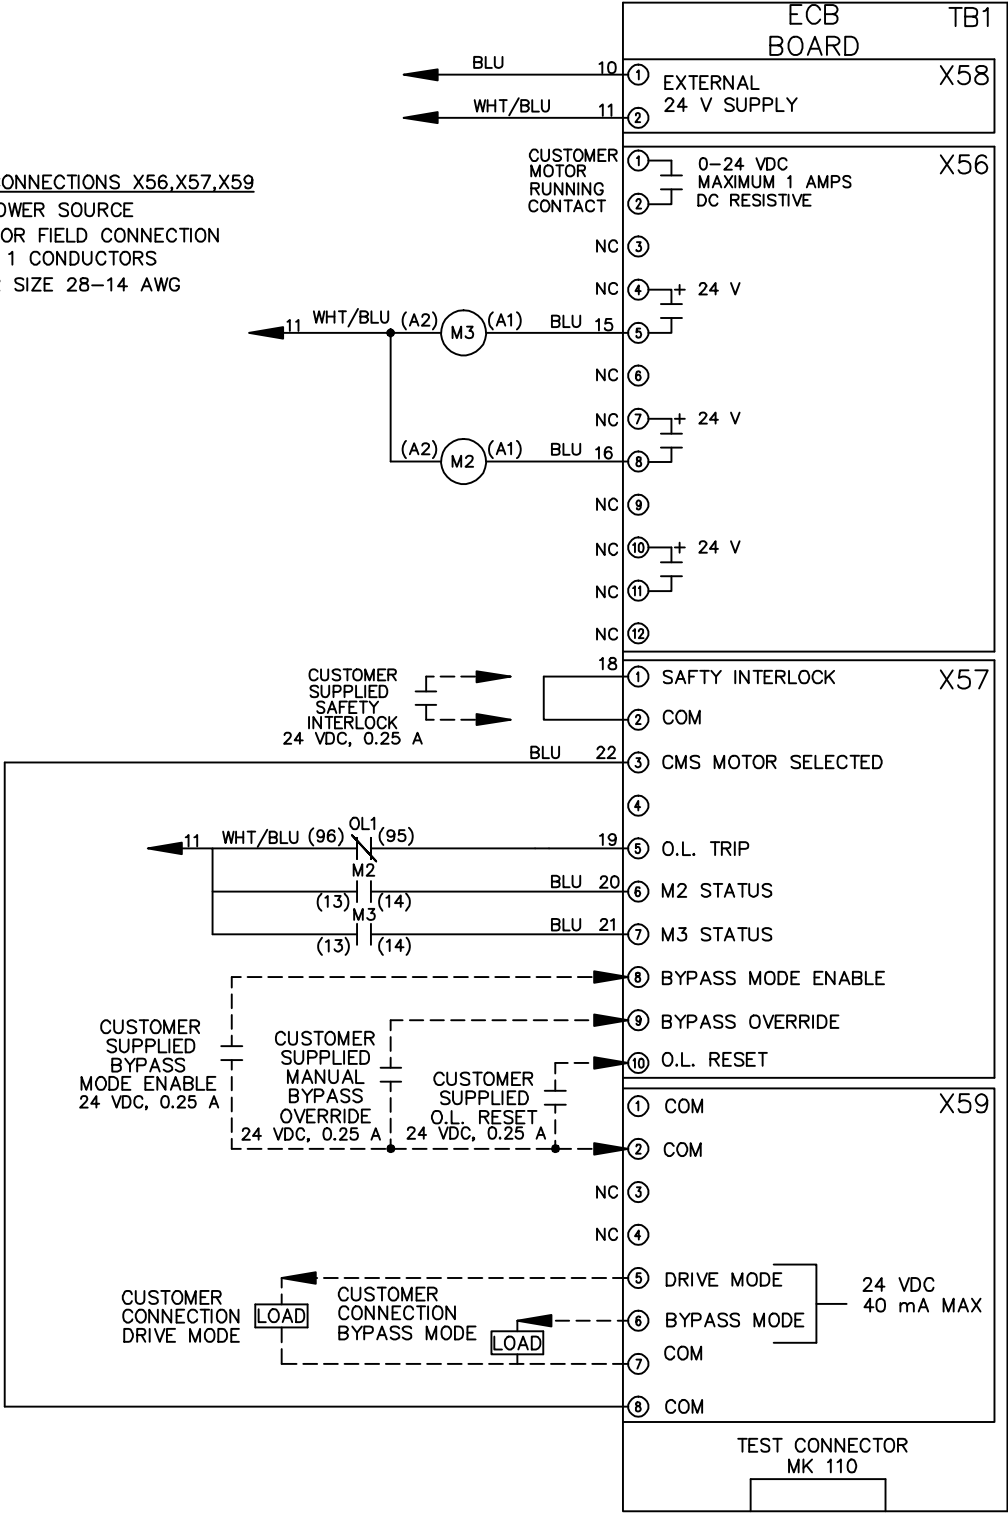 ECB
BOARD
TB1
BLU 10 1 EXTERNAL
24 V SUPPLY
X58
WHT/BLU 11 2
CUSTOMER
MOTOR
RUNNING
CONTACT
1
2
0-24 VDC
MAXIMUM 1 AMPS
DC RESISTIVE
X56
ONNECTIONS X56,X57,X59
OWER SOURCE
OR FIELD CONNECTION
1 CONDUCTORS
SIZE 28-14 AWG
NC 3
NC 4 + 24 V
11 WHT/BLU (A2) M3 (A1) BLU 15 5
NC 6
NC 7 + 24 V
(A2) M2 (A1) BLU 16 8
NC 9
NC 10 + 24 V
NC 11
NC 12
CUSTOMER
SUPPLIED
SAFETY
INTERLOCK
24 VDC, 0.25 A
18 1 SAFTY INTERLOCK
X57
2 COM
BLU 22 3 CMS MOTOR SELECTED
4
11 WHT/BLU (96) OL1 (95) 19 5 O.L. TRIP
M2
(13) (14) BLU 20 6 M2 STATUS
M3
(13) (14) BLU 21 7 M3 STATUS
8 BYPASS MODE ENABLE
9 BYPASS OVERRIDE
10 O.L. RESET
CUSTOMER
SUPPLIED
BYPASS
MODE ENABLE
24 VDC, 0.25 A
CUSTOMER
SUPPLIED
MANUAL
BYPASS
OVERRIDE
24 VDC, 0.25 A
CUSTOMER
SUPPLIED
O.L. RESET
24 VDC, 0.25 A
1 COM
X59
2 COM
NC 3
NC 4
5 DRIVE MODE
6 BYPASS MODE
24 VDC
40 mA MAX
CUSTOMER
CONNECTION
DRIVE MODE
LOAD
CUSTOMER
CONNECTION
BYPASS MODE
LOAD
7 COM
8 COM
TEST CONNECTOR
MK 110